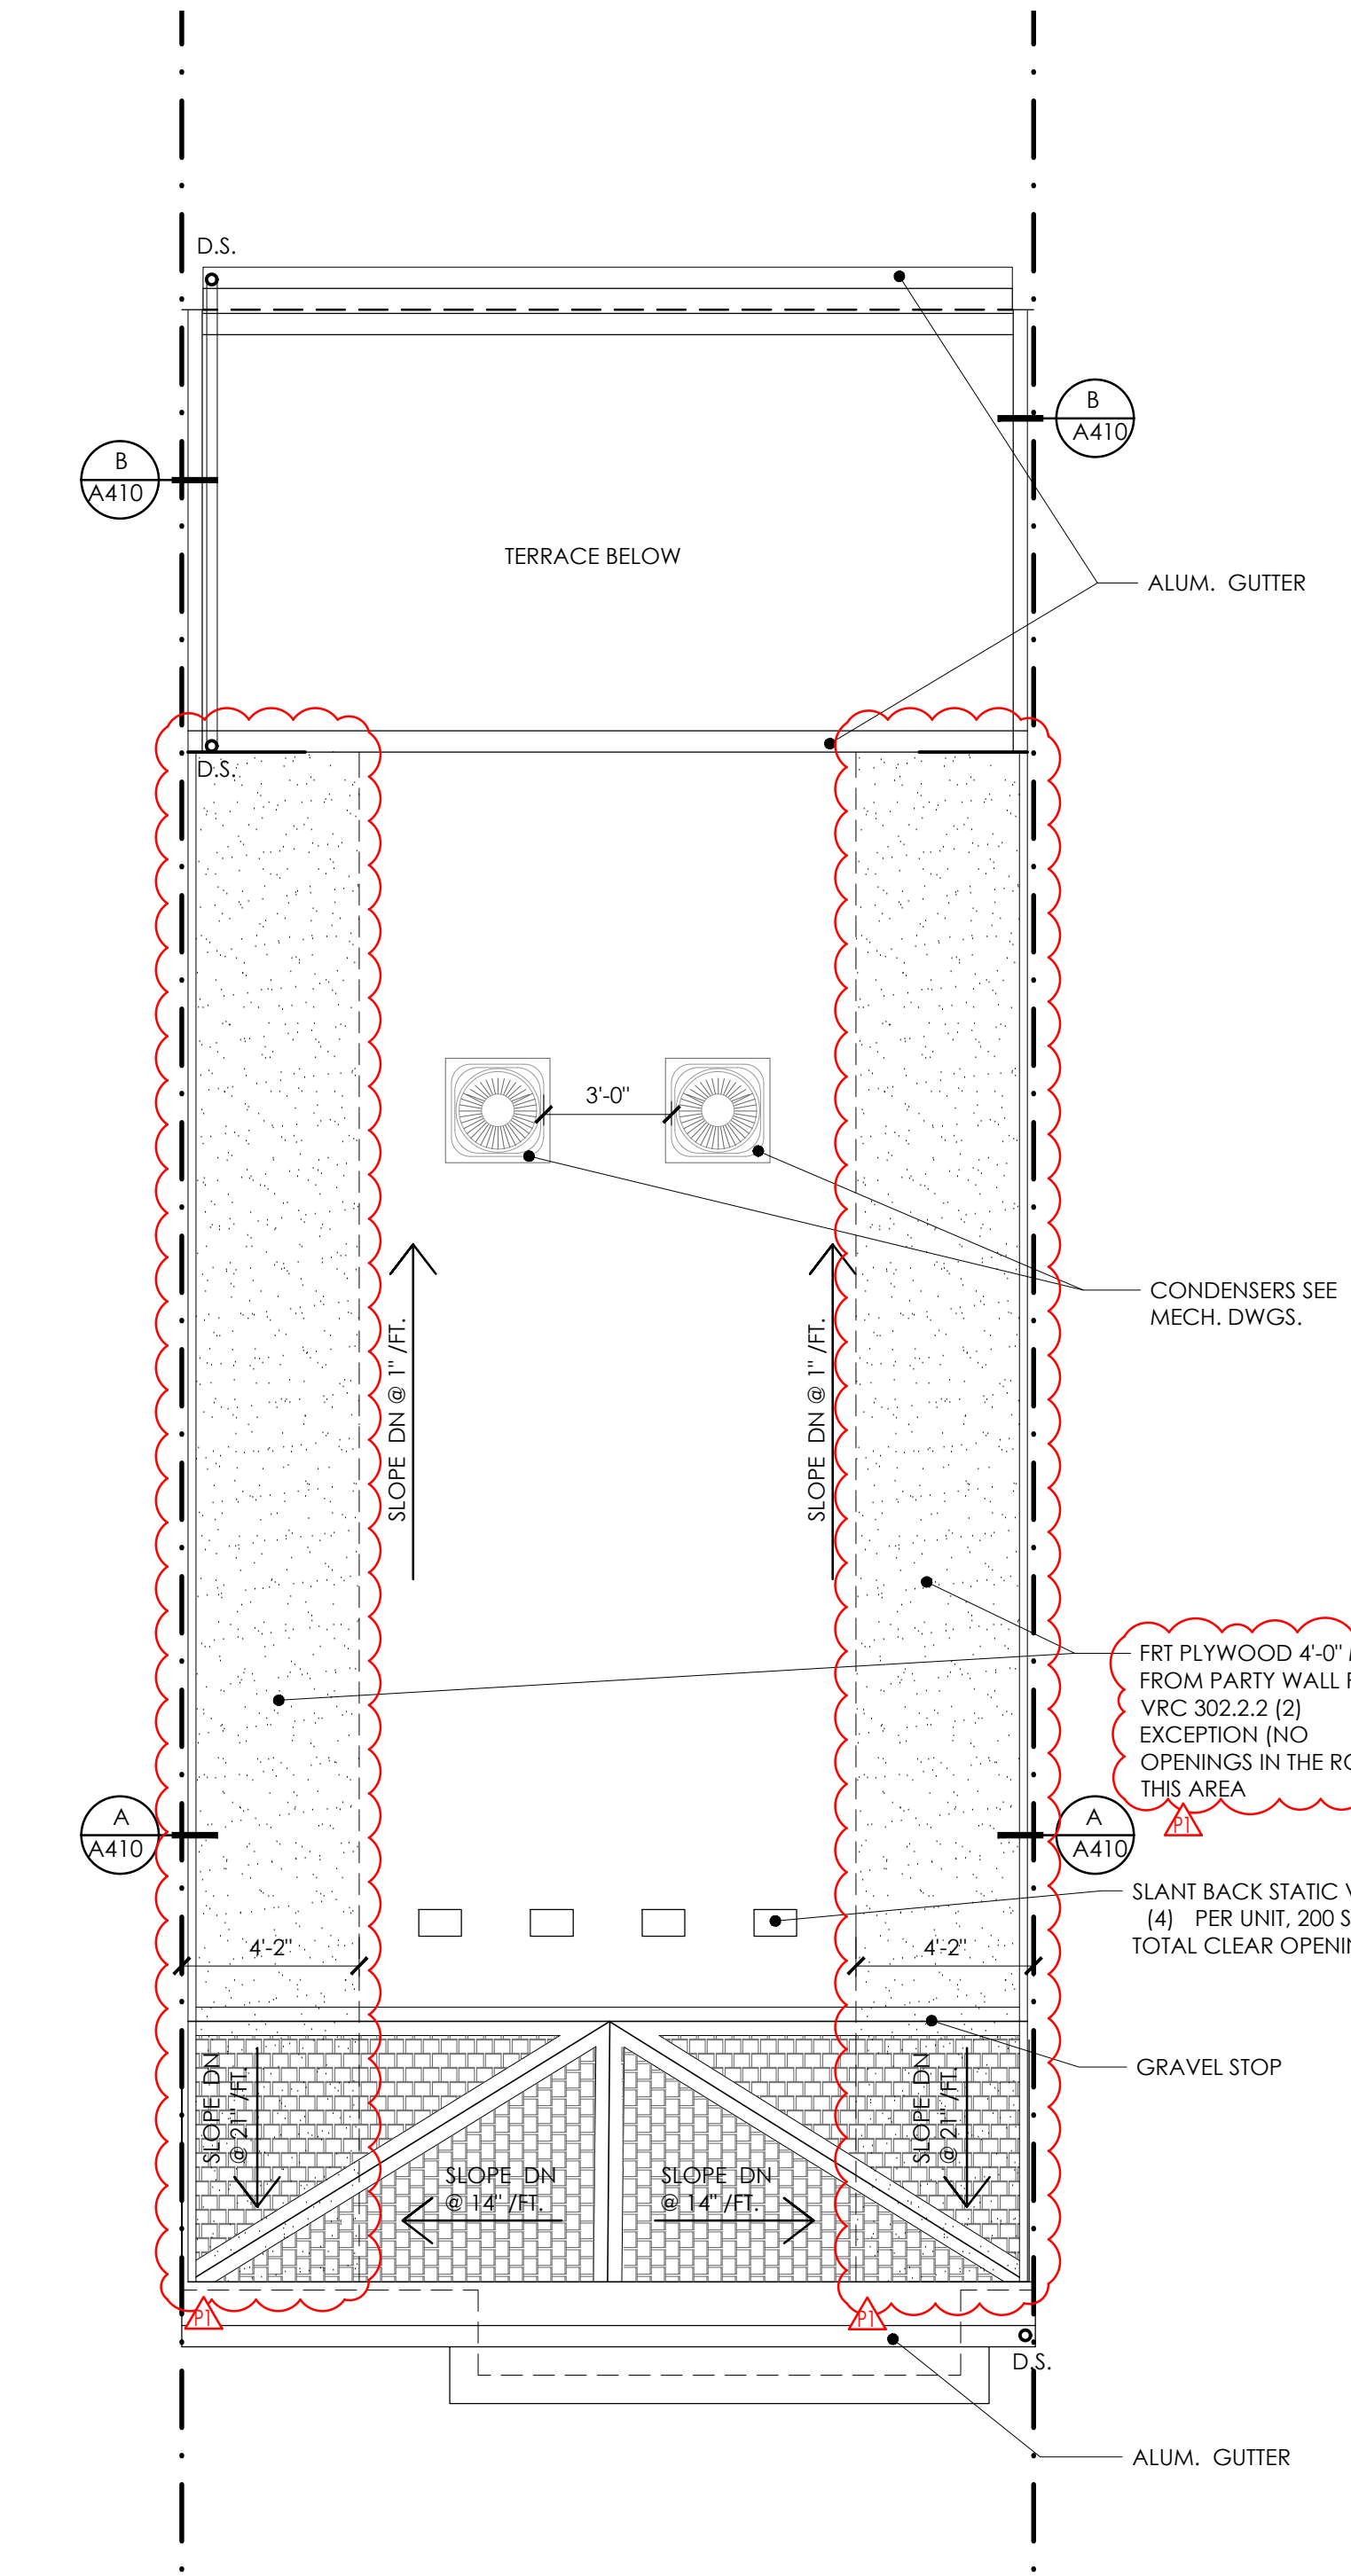 D.S.
B
A410
B
A410
TERRACE BELOW
ALUM. GUTTER
D.S.
3'-0"
CONDENSERS SEE
MECH. DWGS.
SLOPE DN @ 1" /FT.
SLOPE DN @ 1" /FT.
FRT PLYWOOD 4'-0"
FROM PARTY WALL
VRC 302.2.2 (2)
EXCEPTION (NO
OPENINGS IN THE
THIS AREA
P1
A
A410
A
A410
SLANT BACK STATIC
(4) PER UNIT, 200
TOTAL CLEAR
4'-2"
4'-2"
GRAVEL STOP
SLOPE DN
@ 21" /FT.
SLOPE DN
@ 14" /FT.
SLOPE DN
@ 14" /FT.
SLOPE DN
@ 21" /FT.
P1
P1
D.S.
ALUM. GUTTER